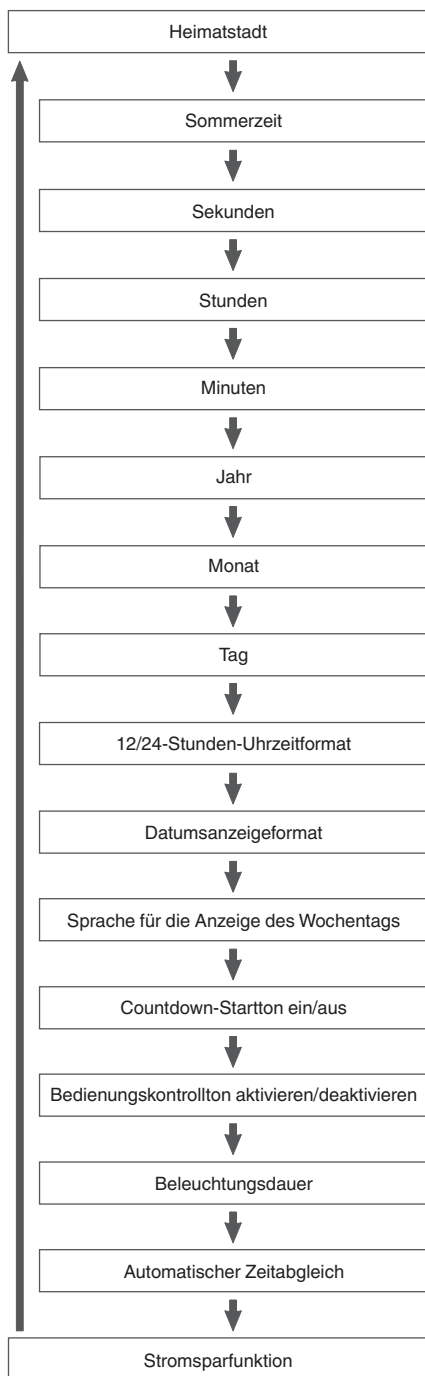 Heimatstadt
Sommerzeit
Sekunden
Stunden
Minuten
Jahr
Monat
Tag
12/24-Stunden-Uhrzeitformat
Datumsanzeigeformat
Sprache für die Anzeige des Wochentags
Countdown-Startton ein/aus
Bedienungskontrollton aktivieren/deaktivieren
Beleuchtungsdauer
Automatischer Zeitabgleich
Stromsparfunktion